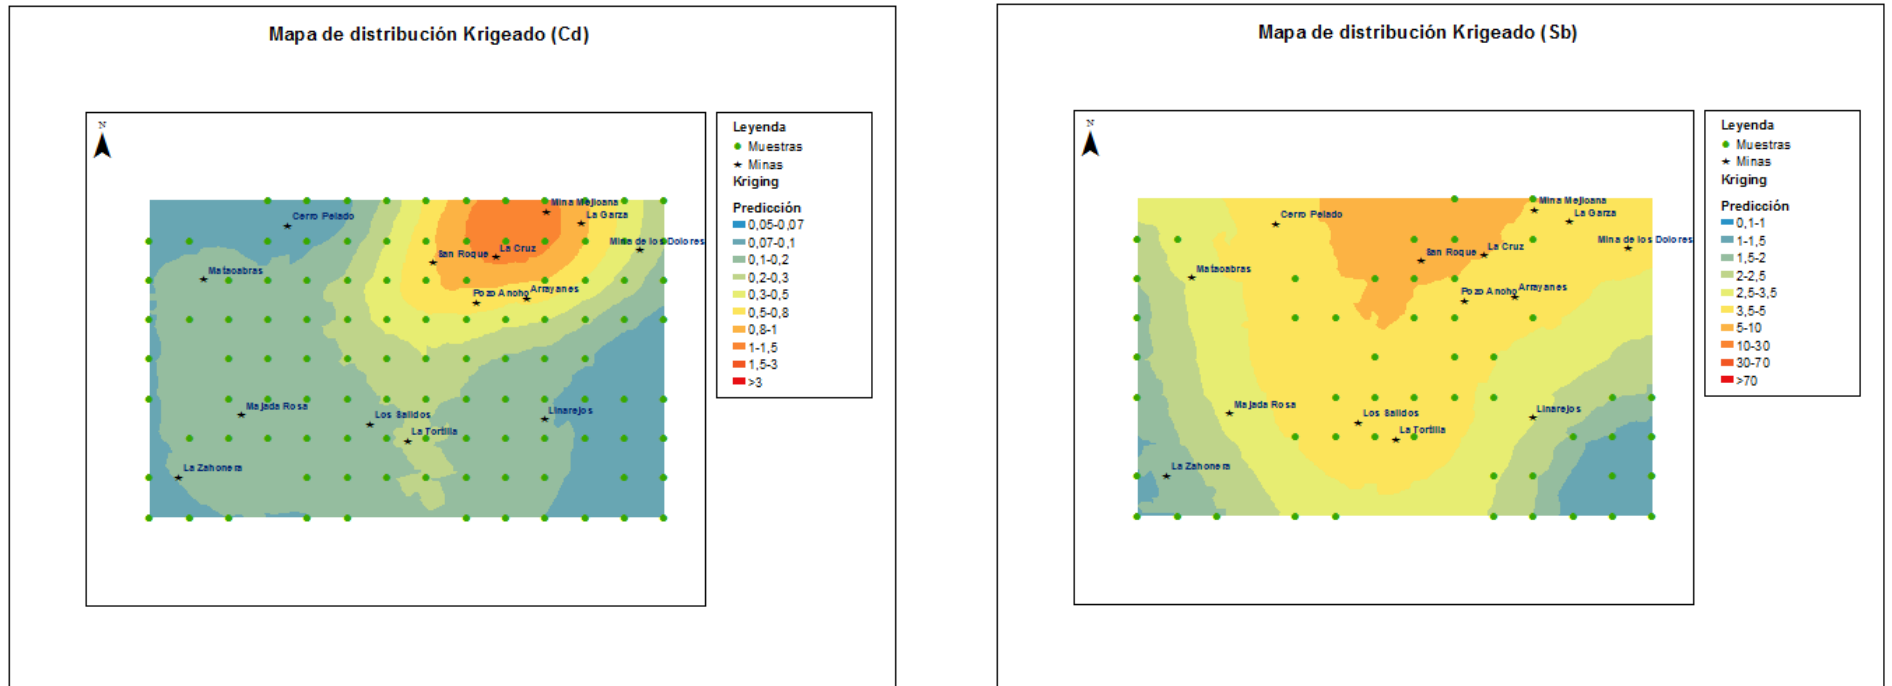 Mapa de distribución Krigeado (Cd)
N
Leyenda
Muestras
Minas
Kriging
Predicción
0,05-0,07
0,07-0,1
0,1-0,2
0,2-0,3
0,3-0,5
0,5-0,8
0,8-1
1-1,5
1,5-3
>3
Mina Mejioana
La Garza
Cerro Pelado
Mina de los Dolores
La Cruz
San Roque
Mataoabras
Arrayanes
Pozo Ancho
Majada Rosa
Los Salidos
Linarejos
La Tortilla
La Zahonera
Mapa de distribución Krigeado (Sb)
N
Leyenda
Muestras
Minas
Kriging
Predicción
0,1-1
1-1,5
1,5-2
2-2,5
2,5-3,5
3,5-5
5-10
10-30
30-70
>70
Mina Mejioana
La Garza
Cerro Pelado
Mina de los Dolores
La Cruz
San Roque
Mataoabras
Arrayanes
Pozo Ancho
Majada Rosa
Los Salidos
Linarejos
La Tortilla
La Zahonera